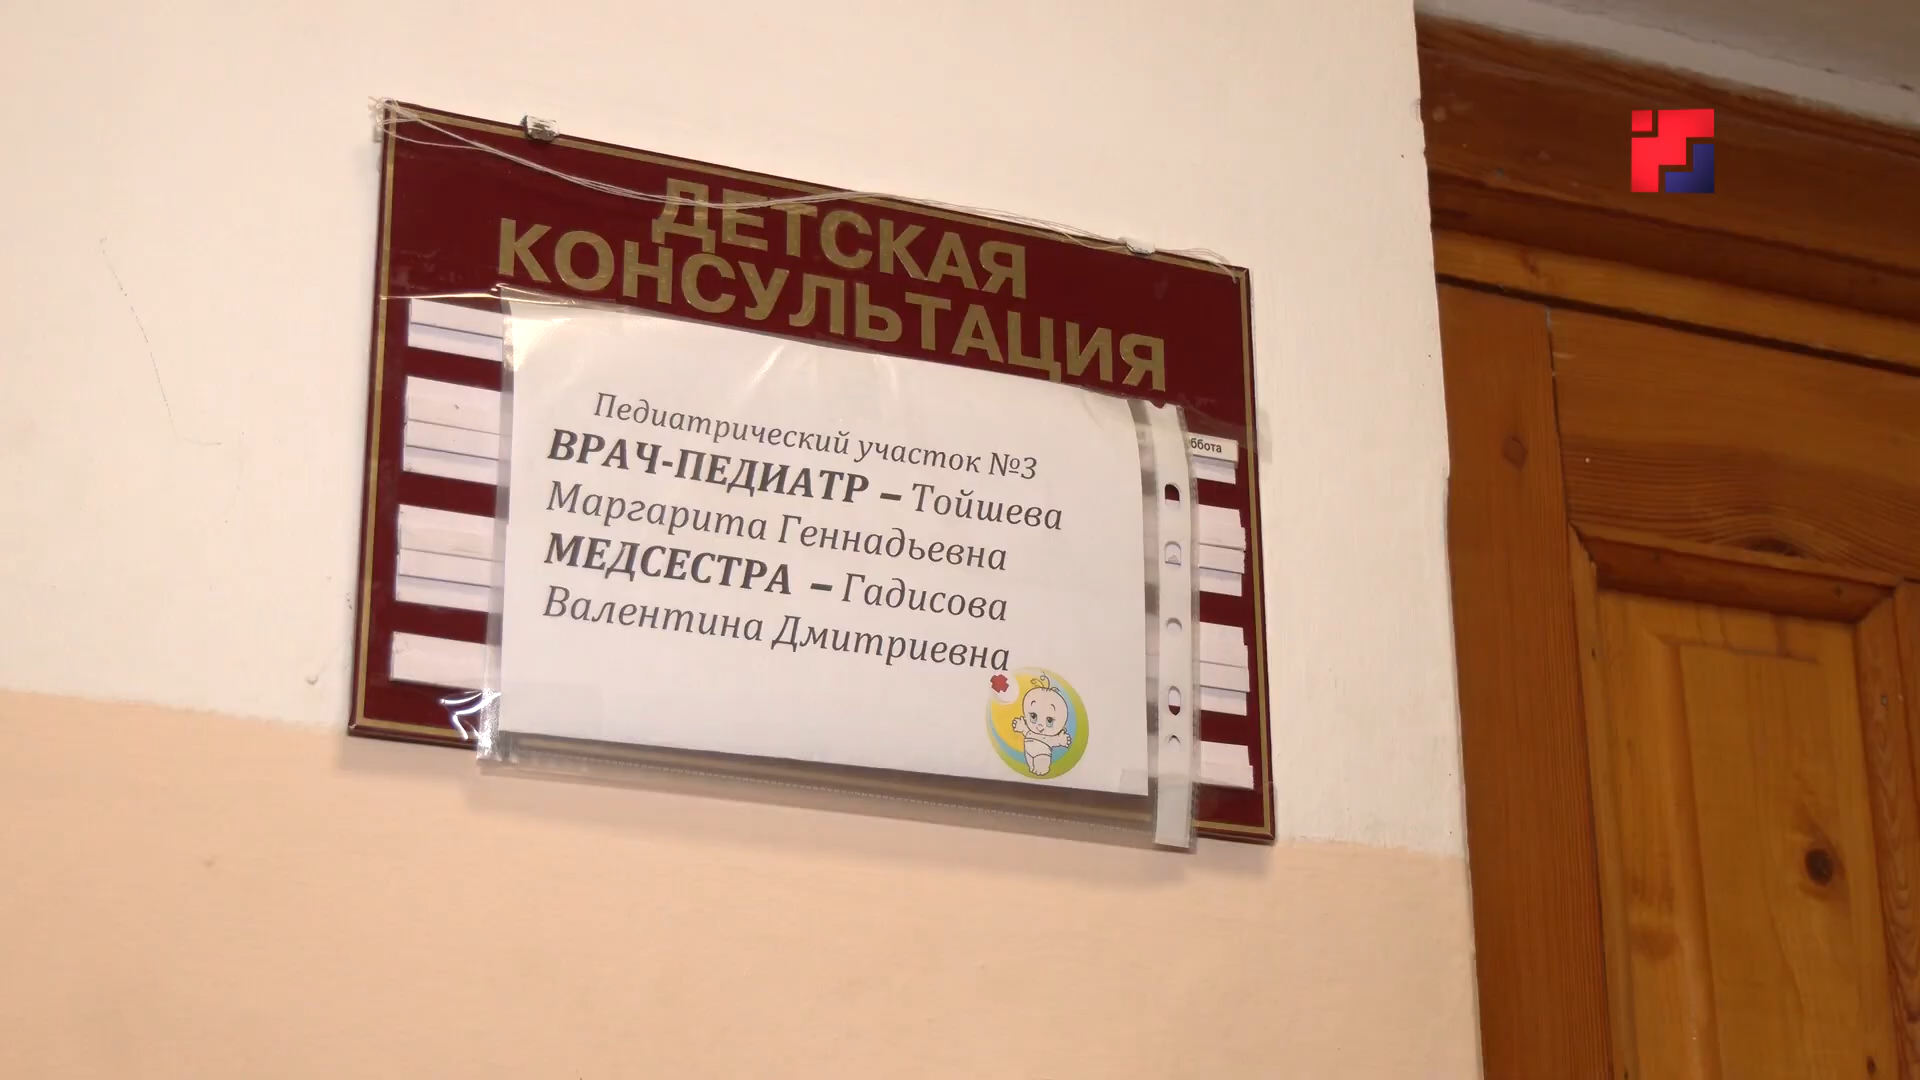 ДЕТСКАЯ
КОНСУЛЬТАЦИЯ
Педиатрический участок №3
ВРАЧ-ПЕДИАТР – Тойшева
Маргарита Геннадьевна
МЕДСЕСТРА – Гадисова
Валентина Дмитриевна